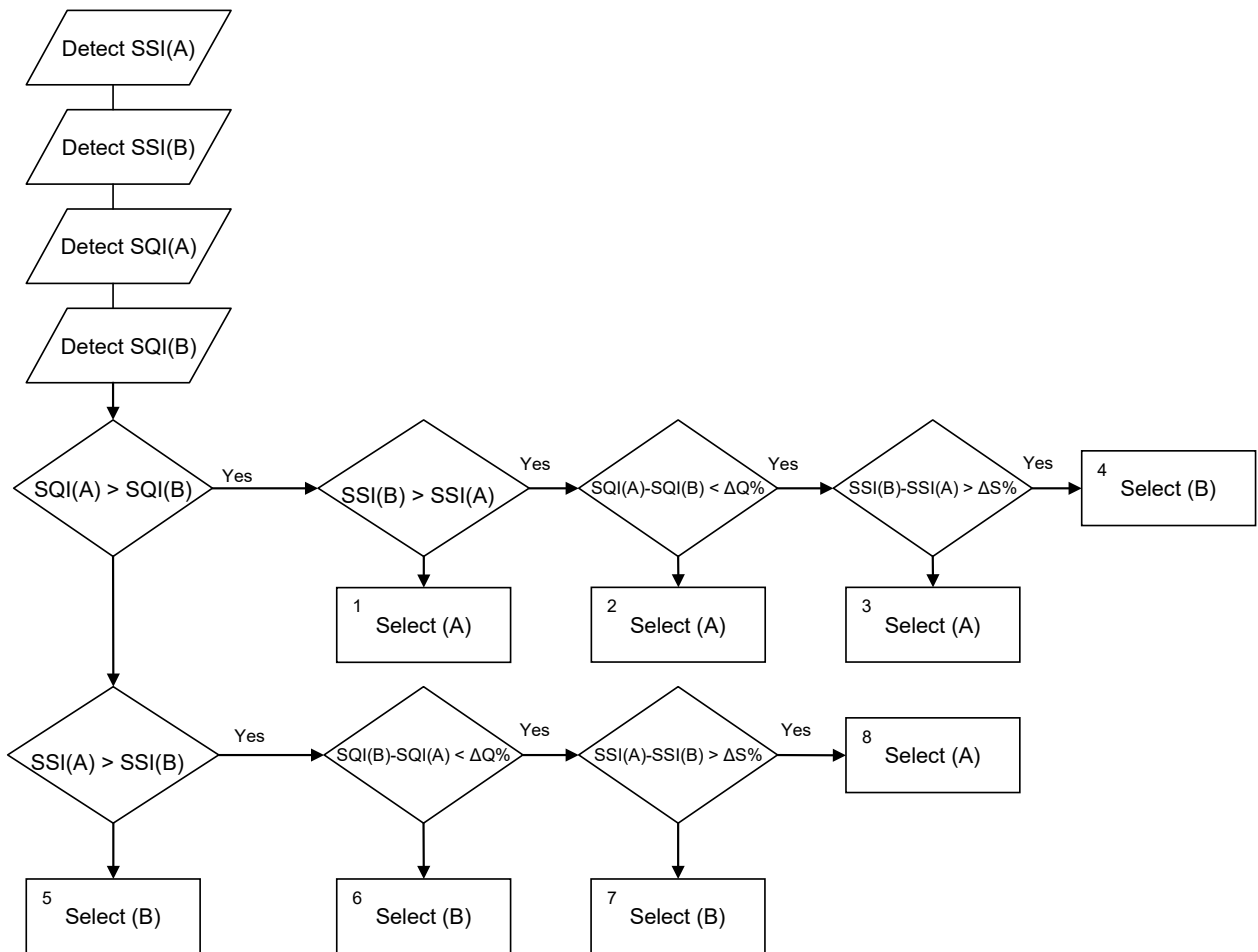 Detect SSI(A)
Detect SSI(B)
Detect SQI(A)
Detect SQI(B)
SQI(A) > SQI(B)
Yes
SSI(B) > SSI(A)
Yes
SQI(A)-SQI(B) < ΔQ%
Yes
SSI(B)-SSI(A) > ΔS%
Yes
4
Select (B)
1
Select (A)
2
Select (A)
3
Select (A)
SSI(A) > SSI(B)
Yes
SQI(B)-SQI(A) < ΔQ%
Yes
SSI(A)-SSI(B) > ΔS%
Yes
8
Select (A)
5
Select (B)
6
Select (B)
7
Select (B)